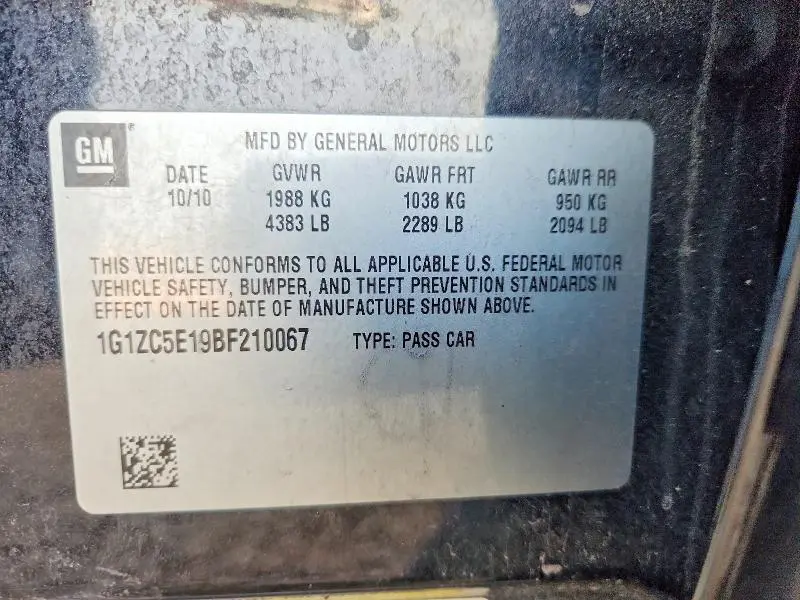 GM
MFD BY GENERAL MOTORS LLC
DATE GVWR GAWR FRT GAWR RR
10/10 1988 KG 1038 KG 950 KG
4383 LB 2289 LB 2094 LB
THIS VEHICLE CONFORMS TO ALL APPLICABLE U.S. FEDERAL MOTOR
VEHICLE SAFETY, BUMPER, AND THEFT PREVENTION STANDARDS IN
EFFECT ON THE DATE OF MANUFACTURE SHOWN ABOVE.
1G1ZC5E19BF210067 TYPE: PASS CAR